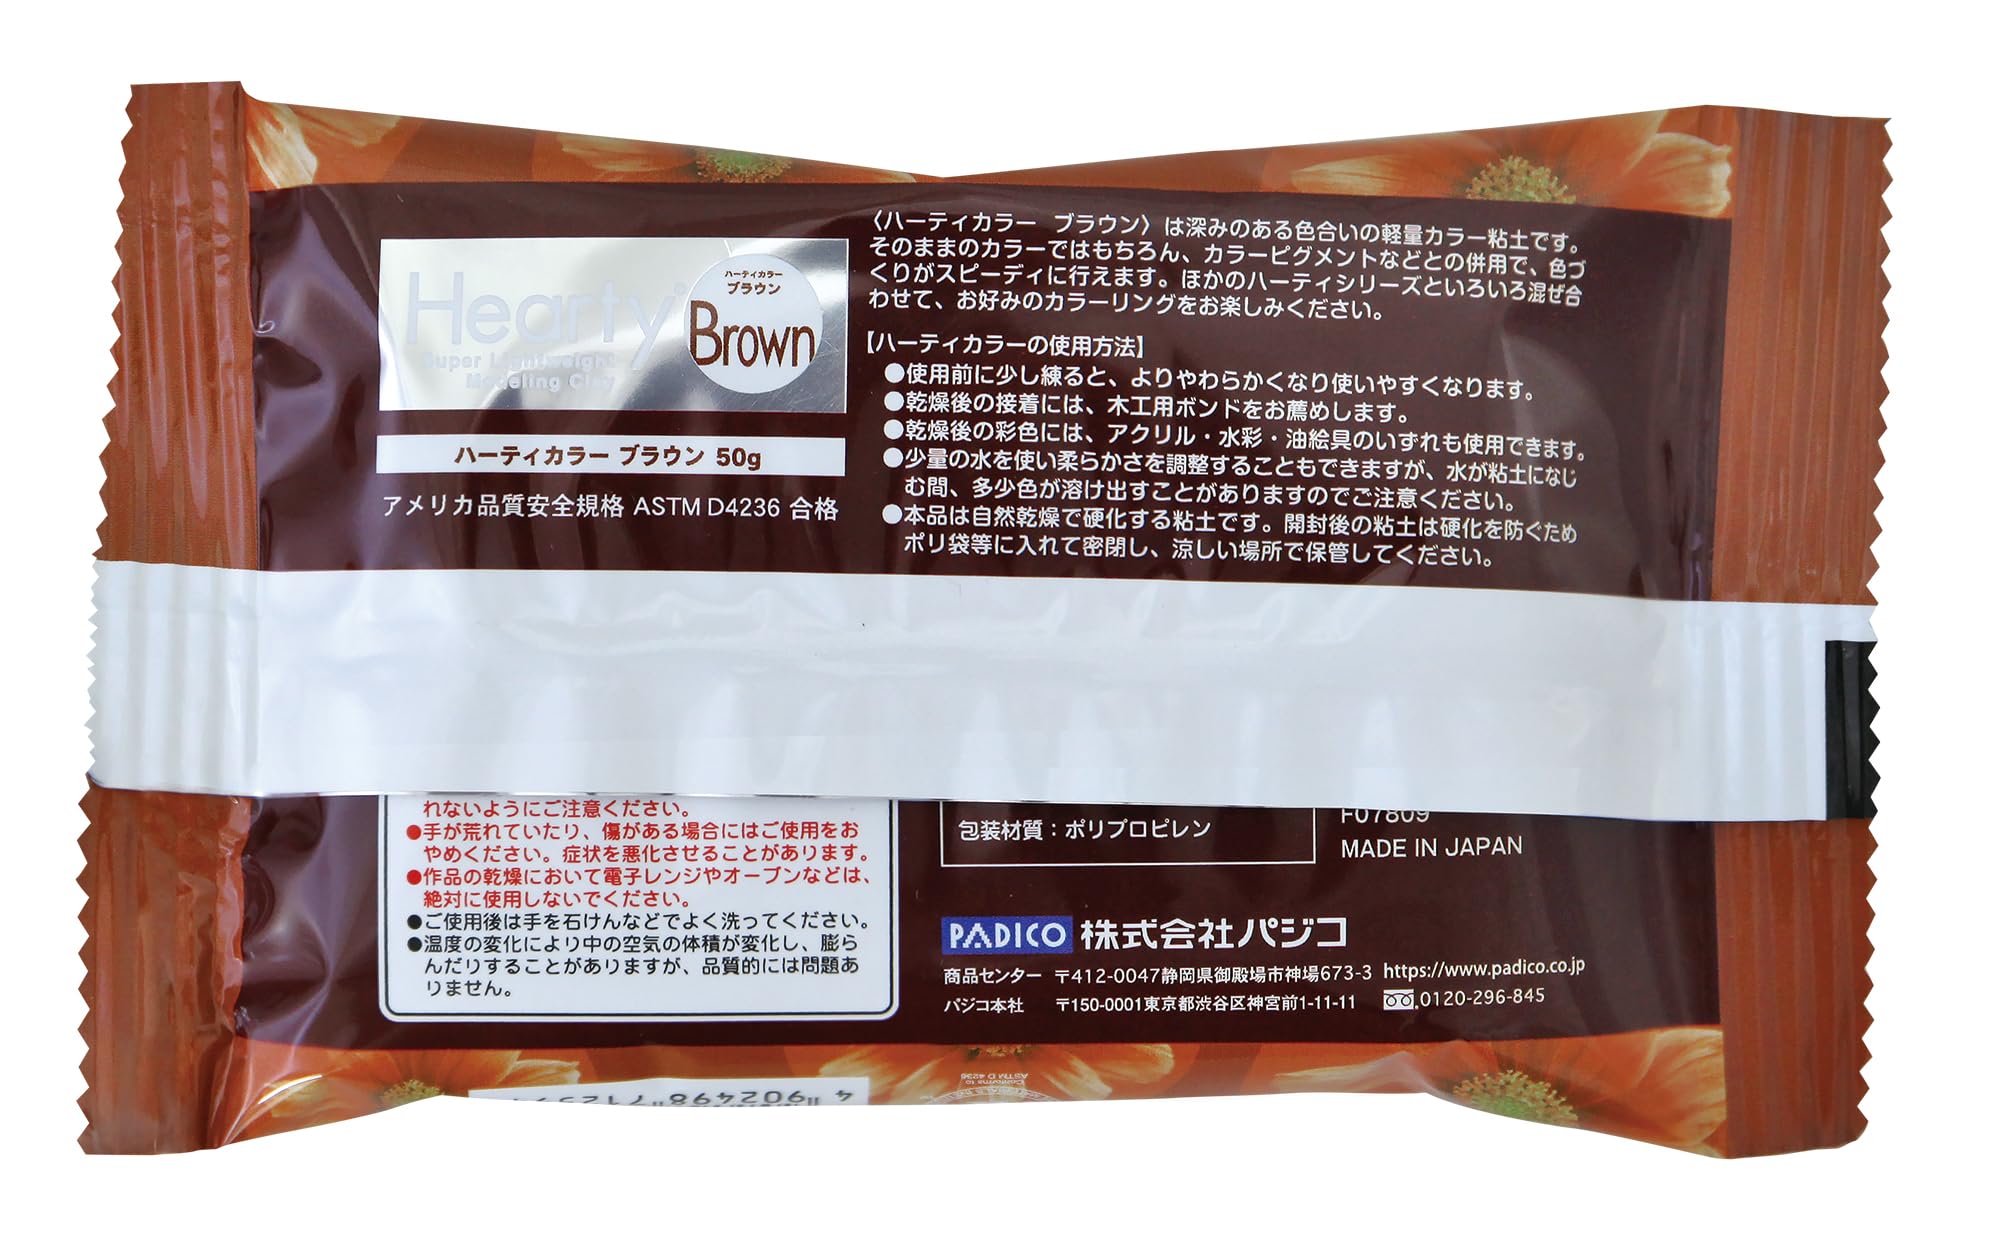 Hearty
Super Lightweight
Modeling Clay
ハーティカラー
ブラウン
Brown
ハーティカラー ブラウン 50g
アメリカ品質安全規格 ASTM D4236 合格
〈ハーティカラー ブラウン〉は深みのある色合いの軽量カラー粘土です。
そのままのカラーではもちろん、カラーピグメントなどとの併用で、色づ
くりがスピーディに行えます。ほかのハーティシリーズといろいろ混ぜ合
わせて、お好みのカラーリングをお楽しみください。
【ハーティカラーの使用方法】
●使用前に少し練ると、よりやわらかくなり使いやすくなります。
●乾燥後の接着には、木工用ボンドをお薦めします。
●乾燥後の彩色には、アクリル・水彩・油絵具のいずれも使用できます。
●少量の水を使い柔らかさを調整することもできますが、水が粘土になじ
む間、多少色が溶け出すことがありますのでご注意ください。
●本品は自然乾燥で硬化する粘土です。開封後の粘土は硬化を防ぐため
ポリ袋等に入れて密閉し、涼しい場所で保管してください。
れないようにご注意ください。
●手が荒れていたり、傷がある場合にはご使用をお
やめください。症状を悪化させることがあります。
●作品の乾燥において電子レンジやオーブンなどは、
絶対に使用しないでください。
●ご使用後は手を石けんなどでよく洗ってください。
●温度の変化により中の空気の体積が変化し、膨ら
んだりすることがありますが、品質的には問題あ
りません。
包装材質：ポリプロピレン
F07809
MADE IN JAPAN
PADICO 株式会社パジコ
商品センター 〒412-0047静岡県御殿場市神場673-3 https://www.padico.co.jp
パジコ本社 〒150-0001東京都渋谷区神宮前1-11-11 0120-296-845
Conforms to
ASTM D 4236
4 902498 712